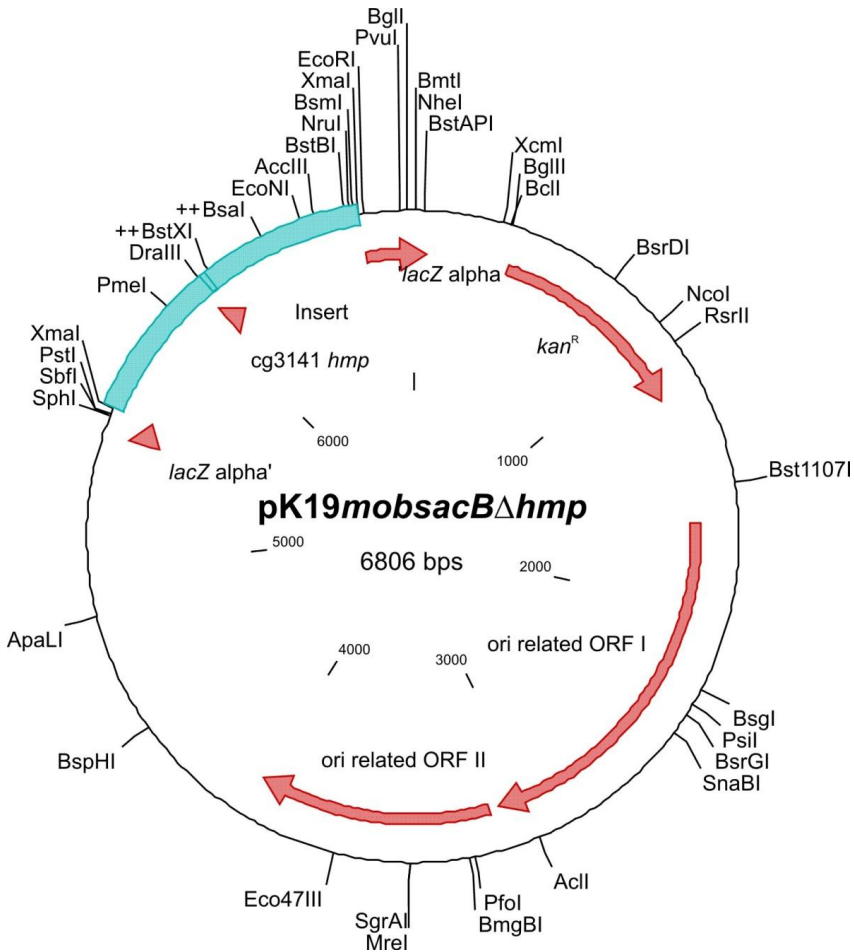 BglI
PvuI
EcoRI
XmaI
BsmI
NruI
BstBI
AccIII
EcoNI
++BsaI
++BstXI
DraIII
PmeI
XmaI
PstI
SbfI
SphI
BmtI
NheI
BstAPI
XcmI
BglII
BclI
BsrDI
NcoI
RsrII
Bst1107I
lacZ alpha
kanR
Insert
cg3141 hmp
lacZ alpha'
6000
1000
pK19mobsacBΔhmp
6806 bps
5000
2000
4000
3000
ori related ORF I
ori related ORF II
ApaLI
BspHI
BsgI
PsiI
BsrGI
SnaBI
AclI
PfoI
BmgBI
Eco47III
SgrAI
MreI